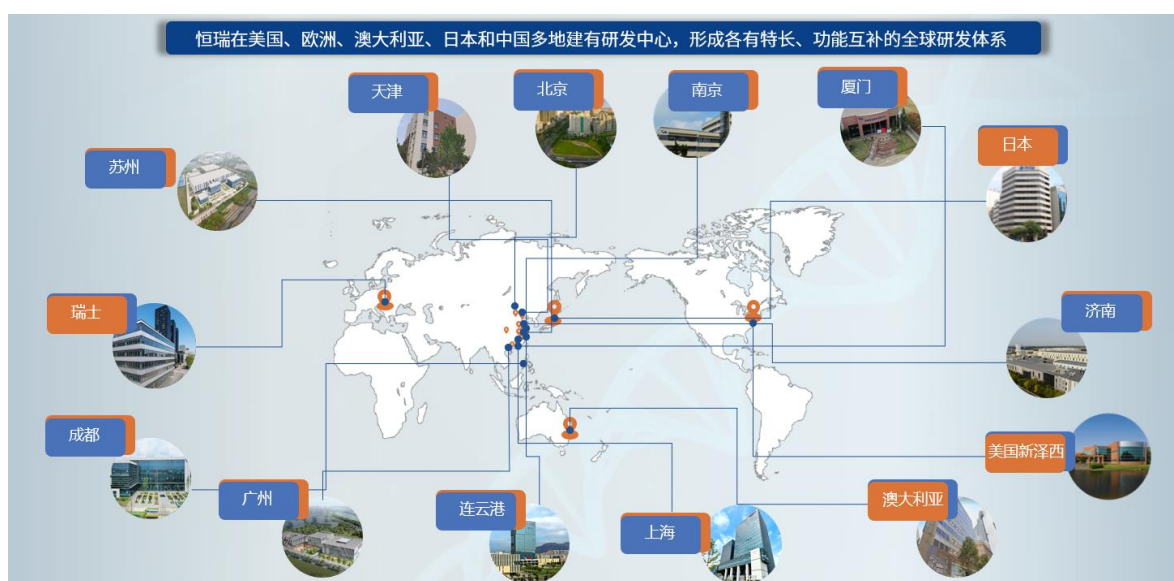 恒瑞在美国、欧洲、澳大利亚、日本和中国多地建有研发中心，形成各有特长、功能互补的全球研发体系
天津
北京
南京
厦门
苏州
日本
瑞士
济南
成都
美国新泽西
广州
连云港
上海
澳大利亚